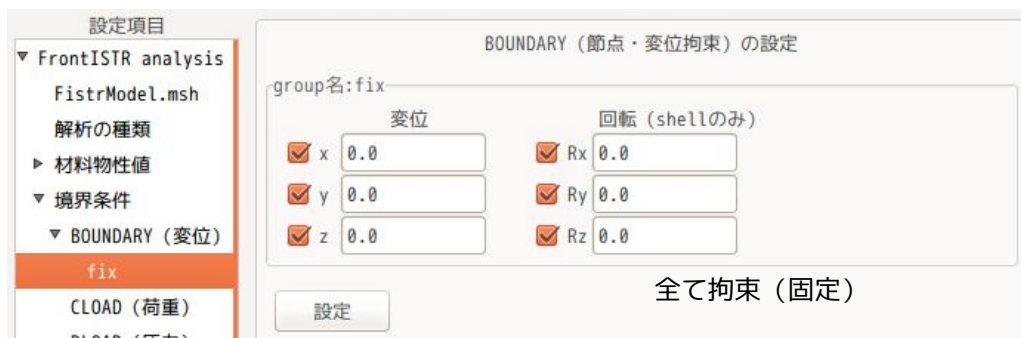 設定項目
▼ FrontISTR analysis
FistrModel.msh
解析の種類
▶ 材料物性値
▼ 境界条件
▼ BOUNDARY (変位)
fix
CLOAD (荷重)
BOUNDARY (節点・変位拘束) の設定
group名:fix
変位 回転 (shellのみ)
x 0.0 Rx 0.0
y 0.0 Ry 0.0
z 0.0 Rz 0.0
全て拘束（固定）
設定